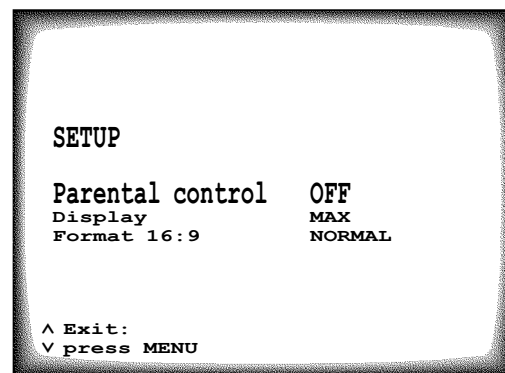 SETUP
Parental control OFF
Display MAX
Format 16:9 NORMAL
∧ Exit:
∨ press MENU